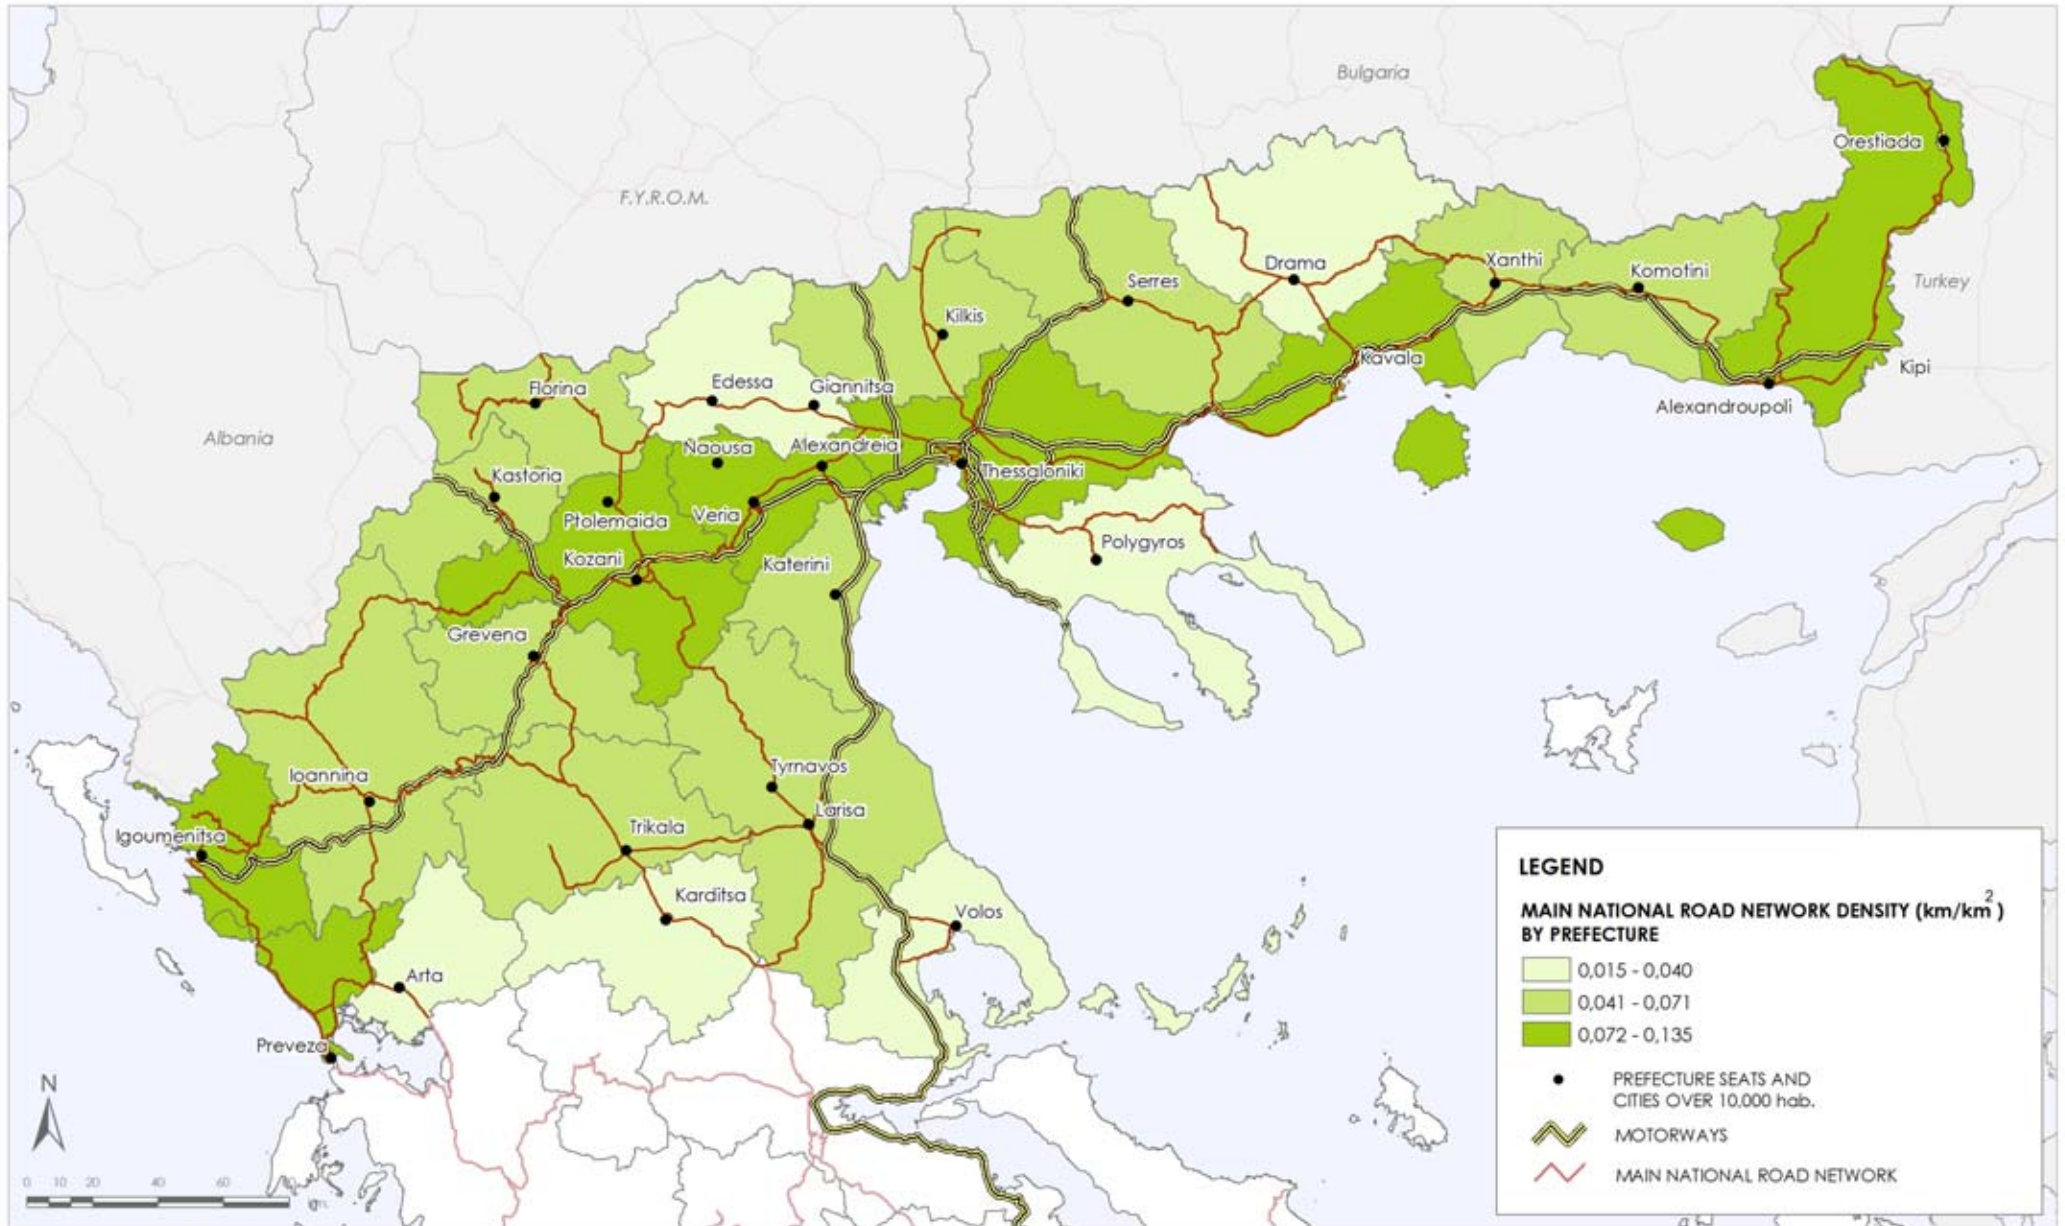 Bulgaria
Orestiada
F.Y.R.O.M.
Drama
Xanthi
Komotini
Turkey
Serres
Kilkis
Kavala
Kipi
Florina
Edessa
Giannitsa
Alexandroupoli
Albania
Naousa
Alexandreia
Thessaloniki
Kastoria
Ptolemaida
Veria
Polygyros
Kozani
Katerini
Grevena
Ioannina
Tyrnavos
Larisa
Igoumenitsa
Trikala
Karditsa
Volos
Arta
Preveza
N
0 10 20 40 60 80
km.
LEGEND
MAIN NATIONAL ROAD NETWORK DENSITY (km/km2)
BY PREFECTURE
0,015 - 0,040
0,041 - 0,071
0,072 - 0,135
PREFECTURE SEATS AND
CITIES OVER 10,000 hab.
MOTORWAYS
MAIN NATIONAL ROAD NETWORK